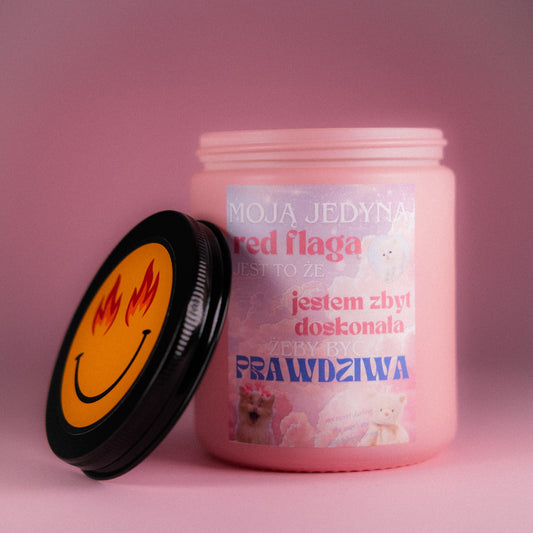 MOJĄ JEDYNĄ
red flagą
JEST TO ŻE
jestem zbyt
doskonała
ŻEBY BYĆ
PRAWDZIWA